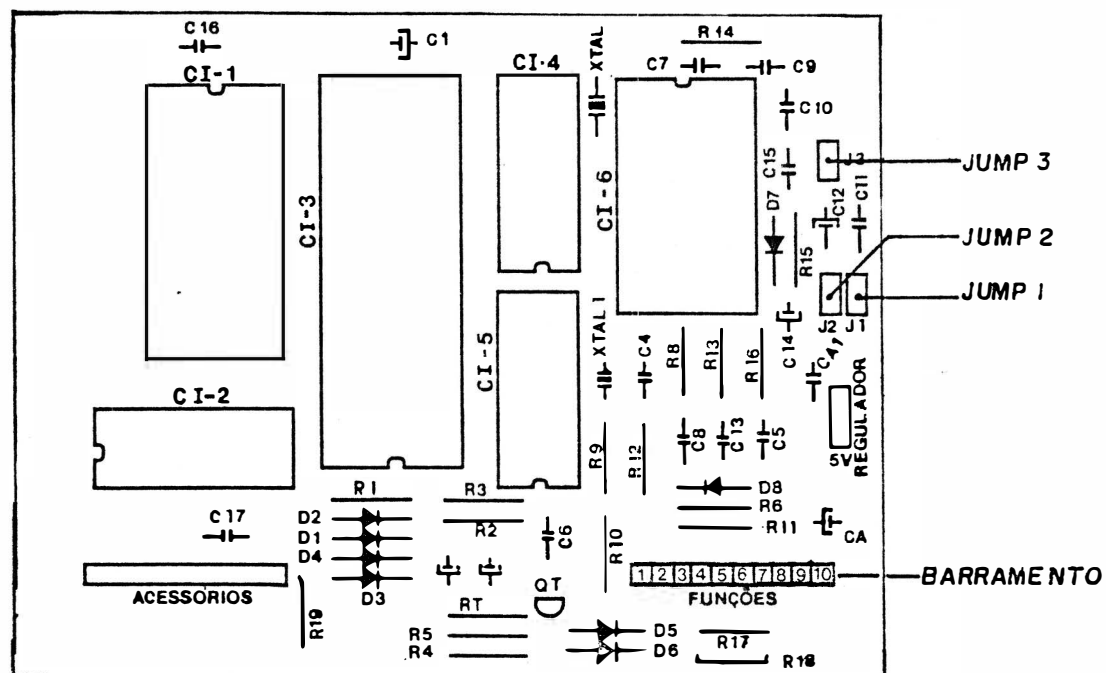 C16
C1
R14
CI-1
CI·4
XTAL
C7
C9
C10
CI-3
CI-6
C15
J3
JUMP 3
C11
D7
C12
R15
JUMP 2
JUMP 1
J2
J1
CI-5
XTAL1
C4
R8
R13
R16
C14
CI-2
REGULADOR
5V
R9
R12
C8
C13
C5
R1
R3
D8
R6
C17
D2
R2
R11
D1
C6
R10
CA
D4
1 2 3 4 5 6 7 8 9 10
BARRAMENTO
ACESSÓRIOS
D3
QT
FUNÇÕES
R19
RT
R5
D5
R17
R4
D6
R18